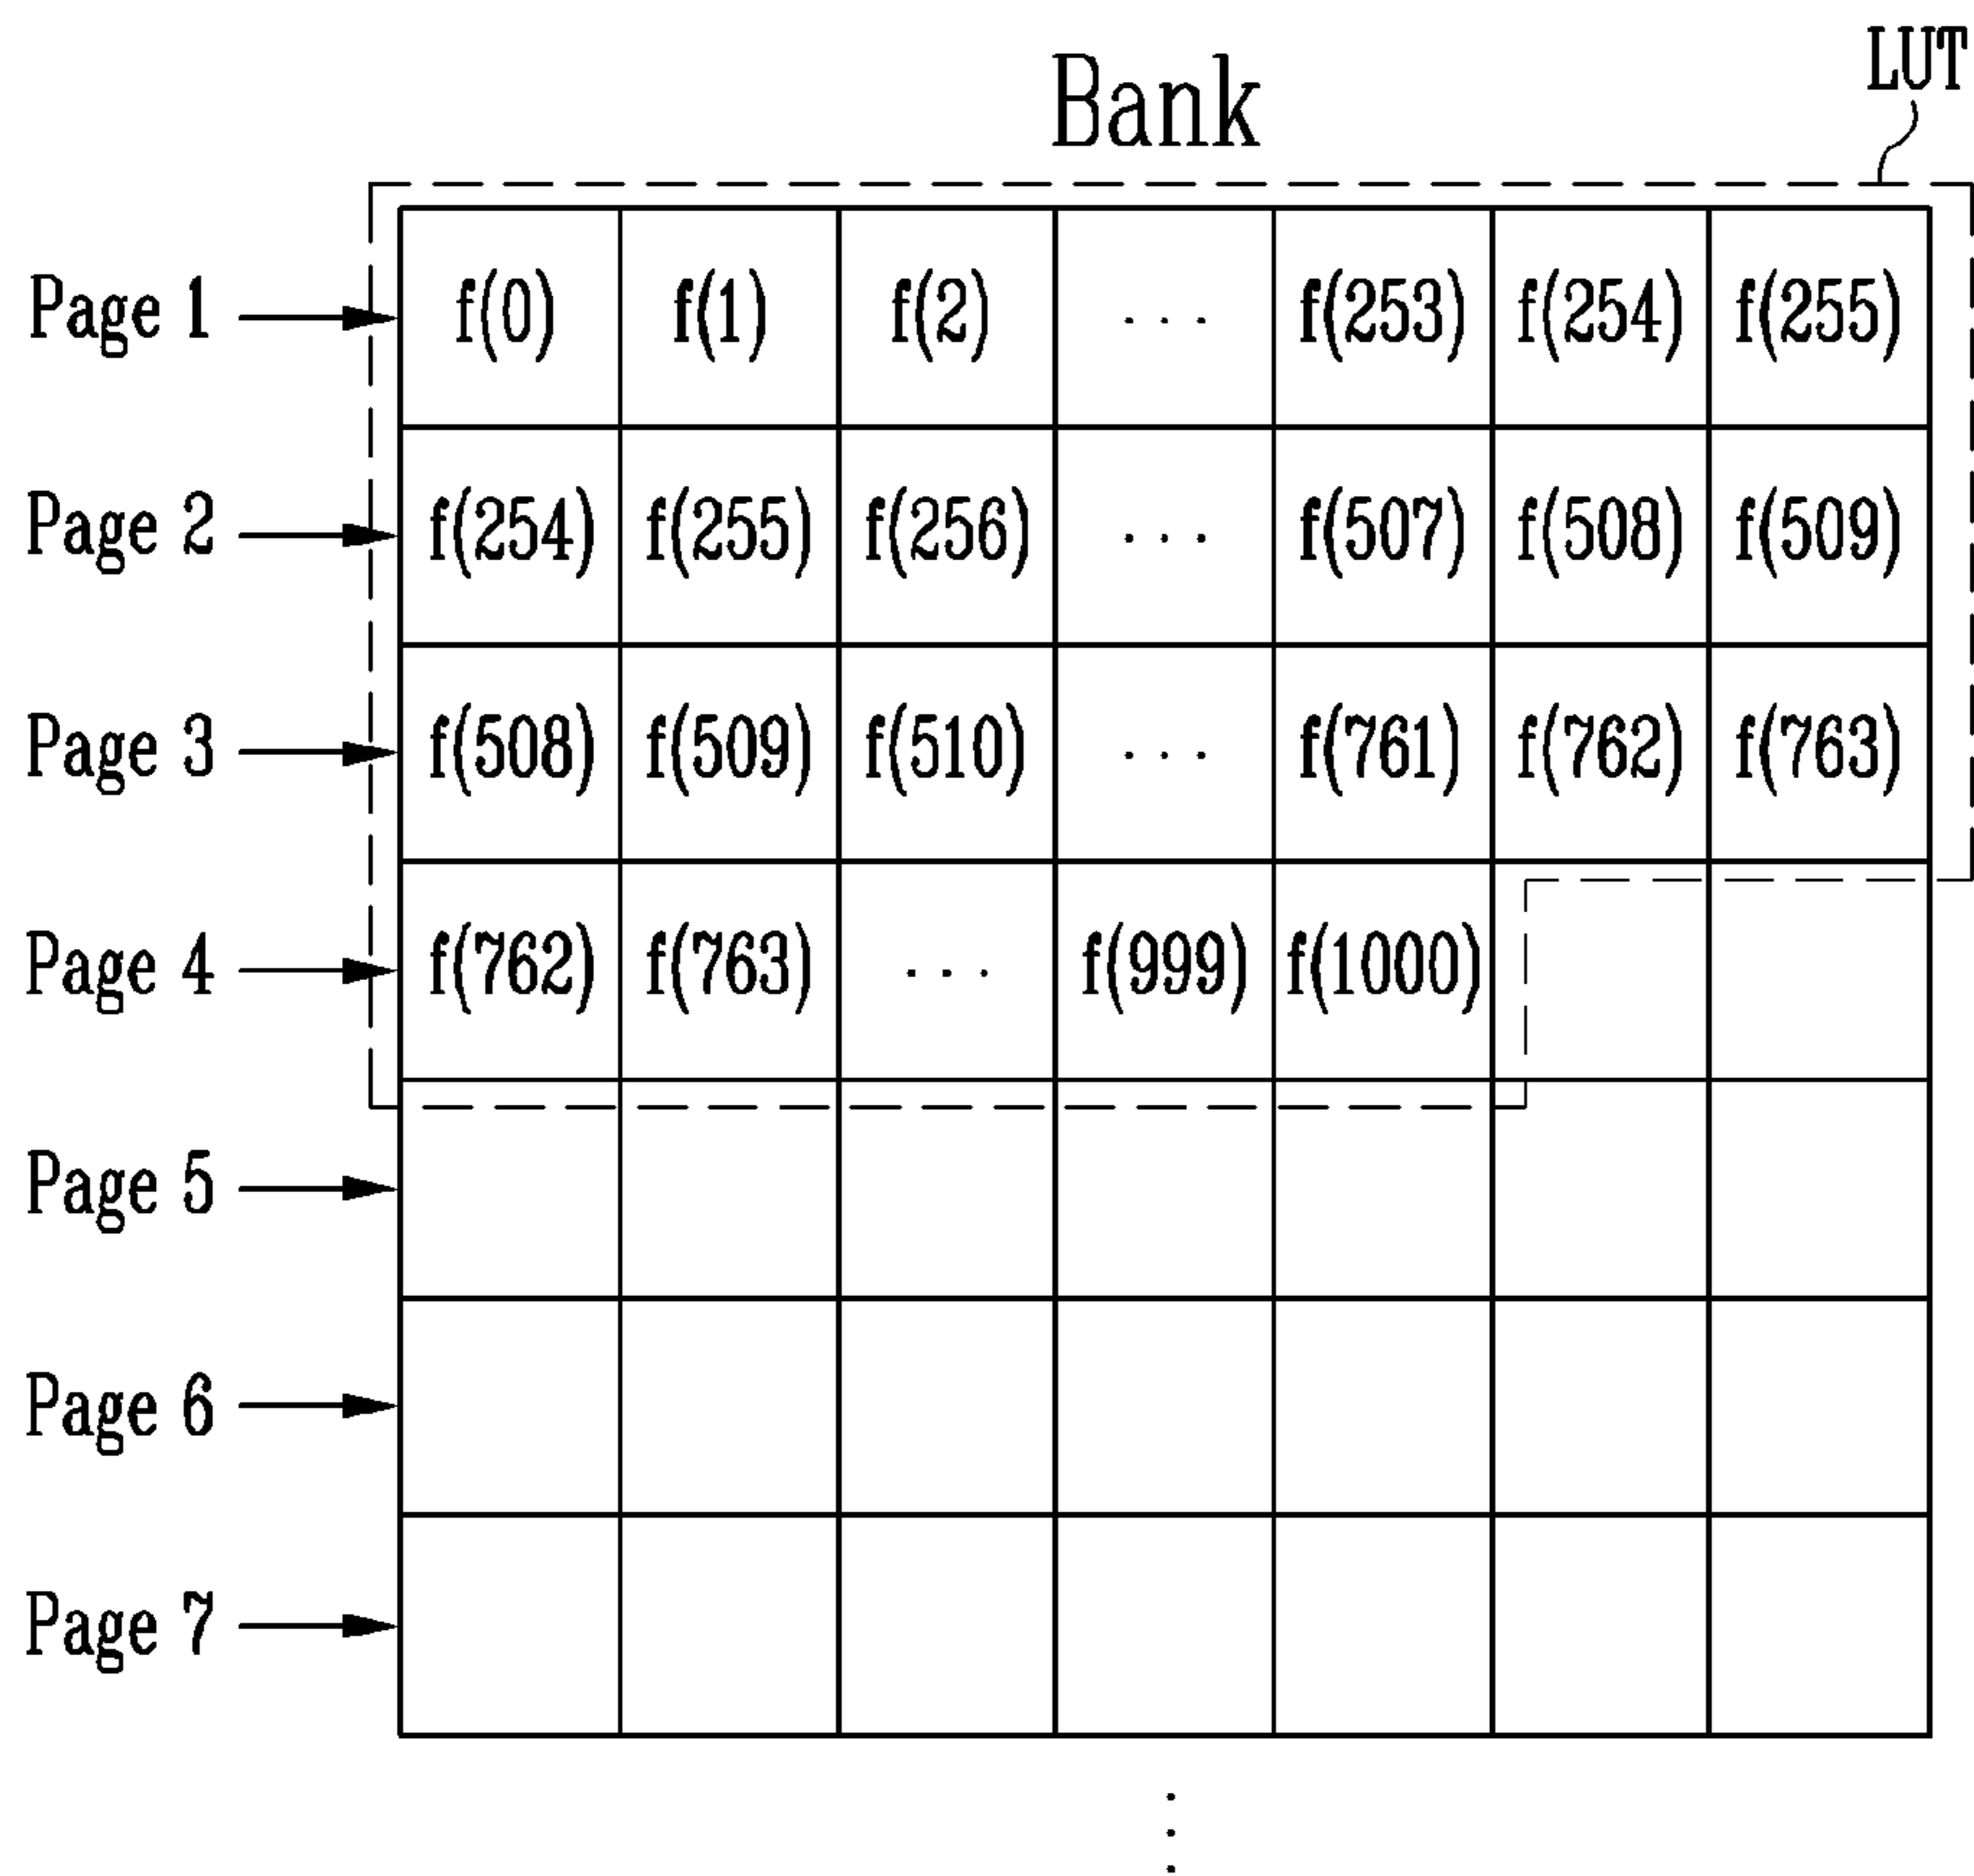 LUT
Bank
Page 1 f(0) f(1) f(2) ... f(253) f(254) f(255)
Page 2 f(254) f(255) f(256) ... f(507) f(508) f(509)
Page 3 f(508) f(509) f(510) ... f(761) f(762) f(763)
Page 4 f(762) f(763) ... f(999) f(1000)
Page 5
Page 6
Page 7